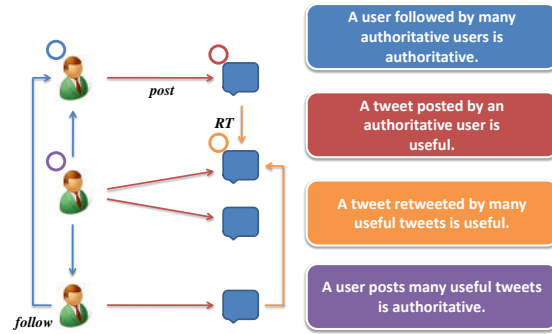 post
RT
follow
A user followed by many
authoritative users is
authoritative.
A tweet posted by an
authoritative user is
useful.
A tweet retweeted by many
useful tweets is useful.
A user posts many useful tweets
is authoritative.